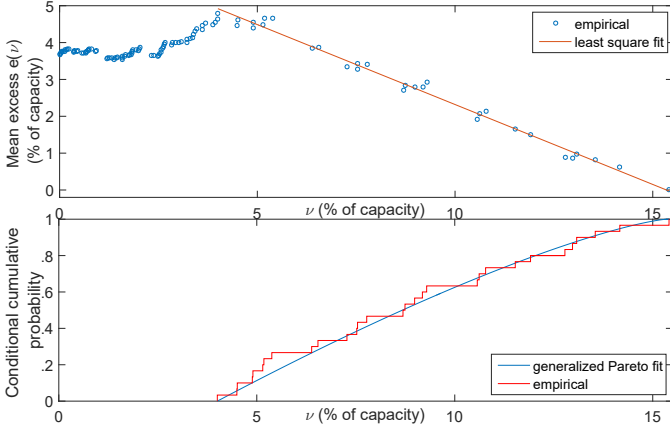 Mean excess e(ν)
(% of capacity)
5
4
3
2
1
0
empirical
least square fit
5
10
15
ν (% of capacity)
Conditional cumulative
probability
1
.8
.6
.4
.2
0
generalized Pareto fit
empirical
0
5
10
15
ν (% of capacity)